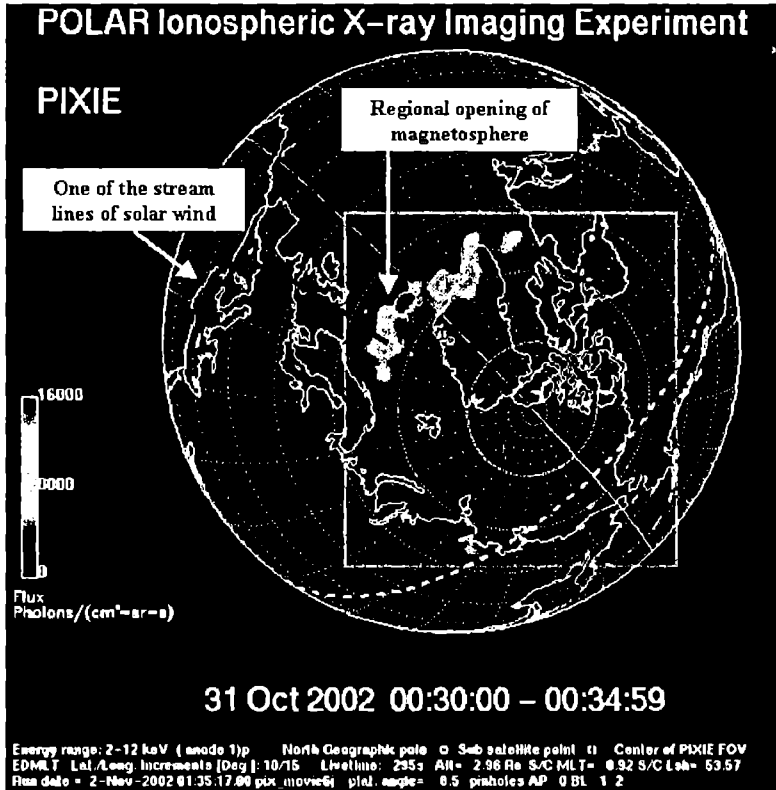 POLAR Ionospheric X-ray Imaging Experiment
PIXIE
Regional opening of
magnetosphere
One of the stream
lines of solar wind
16000
0000
0
Flux
Photons/(cm²-sr-s)
31 Oct 2002 00:30:00 - 00:34:59
Energy range: 2-12 keV (anode 1)p North Geographic pole Sub satellite point Center of PIXIE FOV
EDMLT Lat./Long. Increments [Deg]: 10/15 Livetime: 295s Alt= 2.96 Re S/C MLT= 8.92 S/C Lsh= 53.57
Run date = 2-Nov-2002 01:35:17.00 pix_movie6j plat. angle= 6.5 pinholes AP 0 BL 1 2